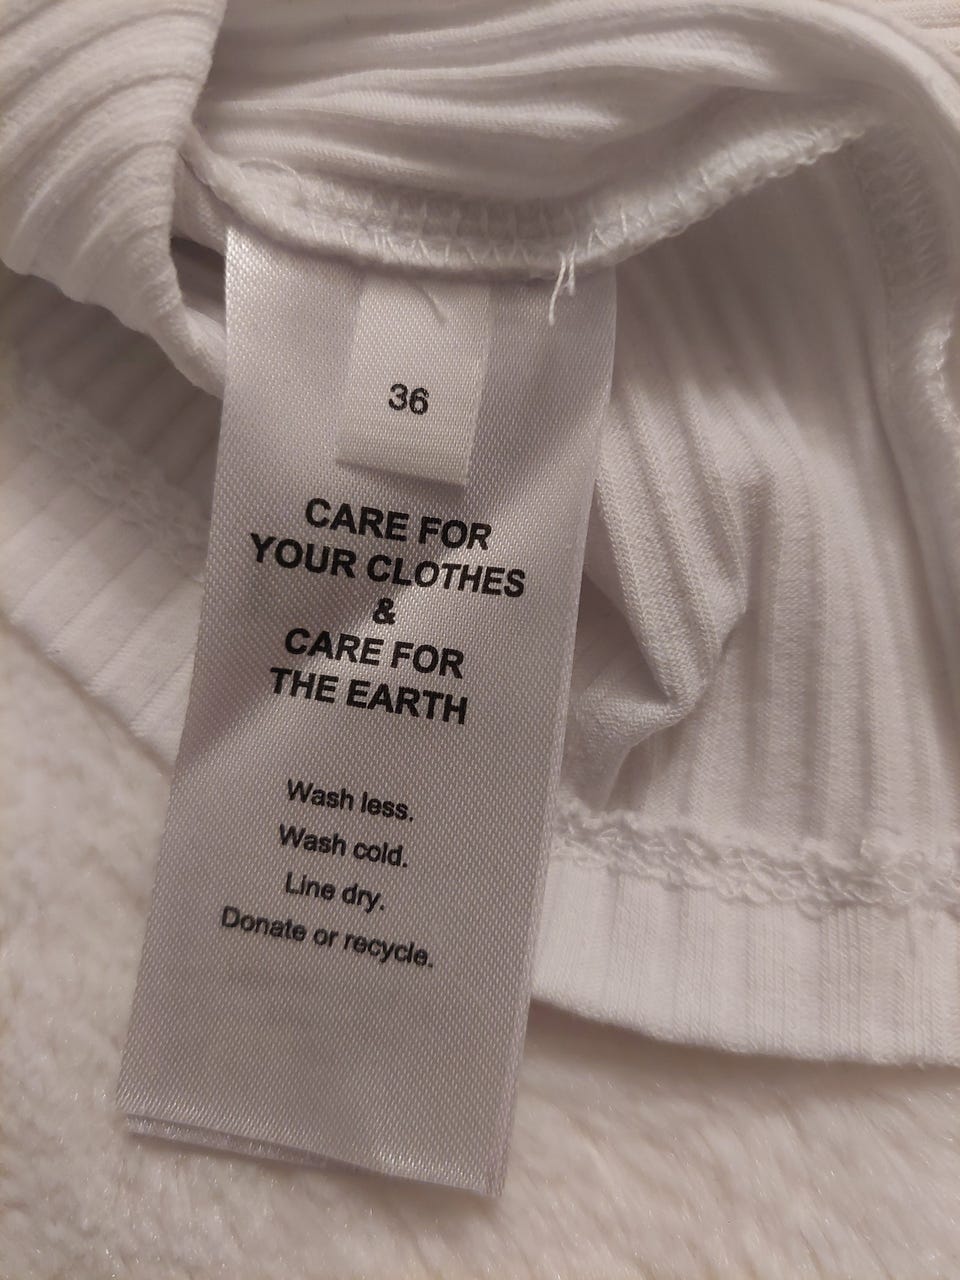 36
CARE FOR
YOUR CLOTHES
&
CARE FOR
THE EARTH
Wash less.
Wash cold.
Line dry.
Donate or recycle.